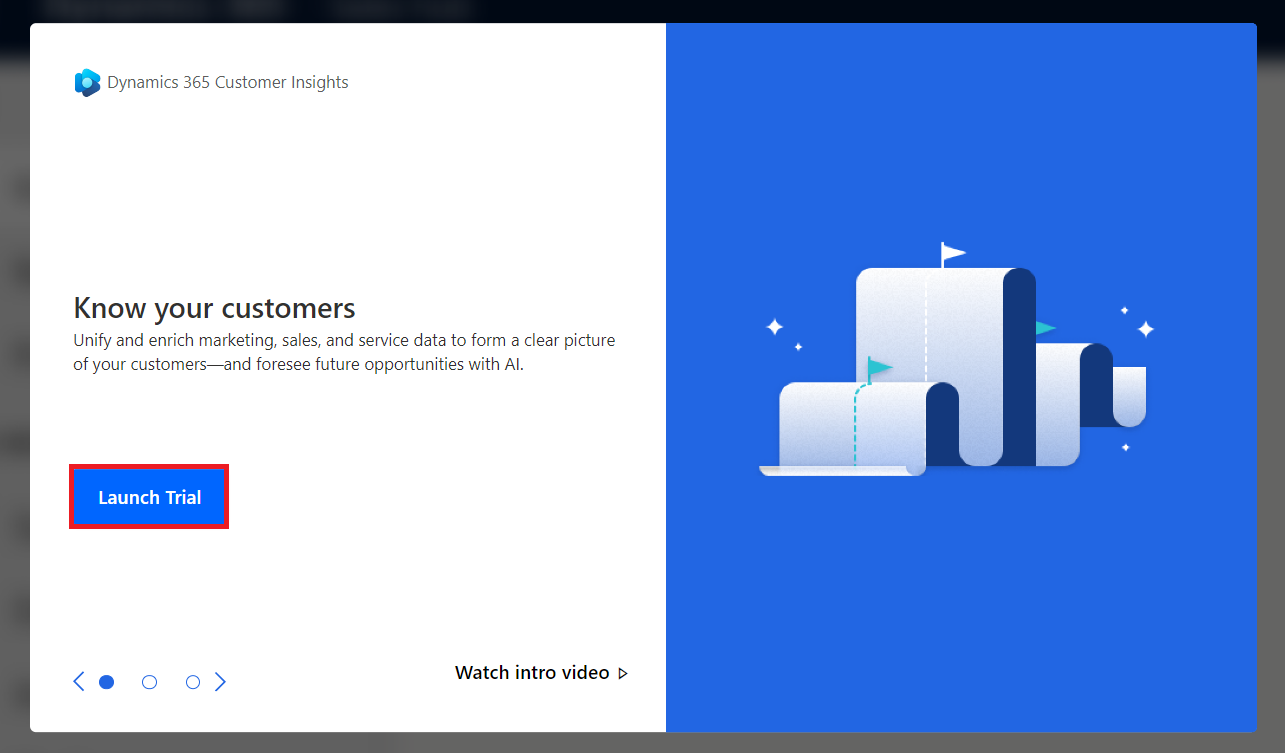 Dynamics 365 Customer Insights
Know your customers
Unify and enrich marketing, sales, and service data to form a clear picture
of your customers—and foresee future opportunities with AI.
Launch Trial
Watch intro video